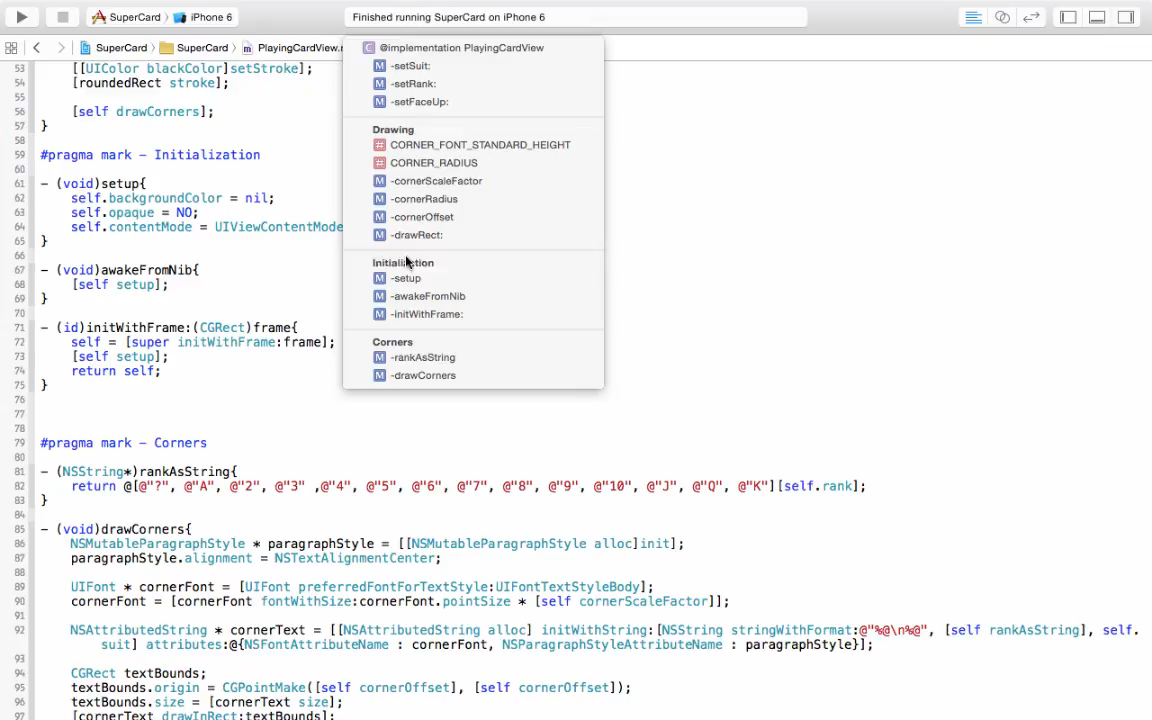 SuperCard iPhone 6
Finished running SuperCard on iPhone 6
SuperCard SuperCard PlayingCardView.
@implementation PlayingCardView
-setSuit:
-setRank:
-setFaceUp:
Drawing
CORNER_FONT_STANDARD_HEIGHT
CORNER_RADIUS
-cornerScaleFactor
-cornerRadius
-cornerOffset
-drawRect:
Initialization
-setup
-awakeFromNib
-initWithFrame:
Corners
-rankAsString
-drawCorners
53 [[UIColor blackColor]setStroke];
54 [roundedRect stroke];
55
56 [self drawCorners];
57 }
58
59 #pragma mark - Initialization
60
61 - (void)setup{
62 self.backgroundColor = nil;
63 self.opaque = NO;
64 self.contentMode = UIViewContentMode
65 }
66
67 - (void)awakeFromNib{
68 [self setup];
69 }
70
71 - (id)initWithFrame:(CGRect)frame{
72 self = [super initWithFrame:frame];
73 [self setup];
74 return self;
75 }
76
77
78
79 #pragma mark - Corners
80
81 - (NSString*)rankAsString{
82 return @[@"?", @"A", @"2", @"3" ,@"4", @"5", @"6", @"7", @"8", @"9", @"10", @"J", @"Q", @"K"][self.rank];
83 }
84
85 - (void)drawCorners{
86 NSMutableParagraphStyle * paragraphStyle = [[NSMutableParagraphStyle alloc]init];
87 paragraphStyle.alignment = NSTextAlignmentCenter;
88
89 UIFont * cornerFont = [UIFont preferredFontForTextStyle:UIFontTextStyleBody];
90 cornerFont = [cornerFont fontWithSize:cornerFont.pointSize * [self cornerScaleFactor]];
91
92 NSAttributedString * cornerText = [[NSAttributedString alloc] initWithString:[NSString stringWithFormat:@"%@\n%@", [self rankAsString], self.
suit] attributes:@{NSFontAttributeName : cornerFont, NSParagraphStyleAttributeName : paragraphStyle}];
93
94 CGRect textBounds;
95 textBounds.origin = CGPointMake([self cornerOffset], [self cornerOffset]);
96 textBounds.size = [cornerText size];
97 [cornerText drawInRect:textBounds];